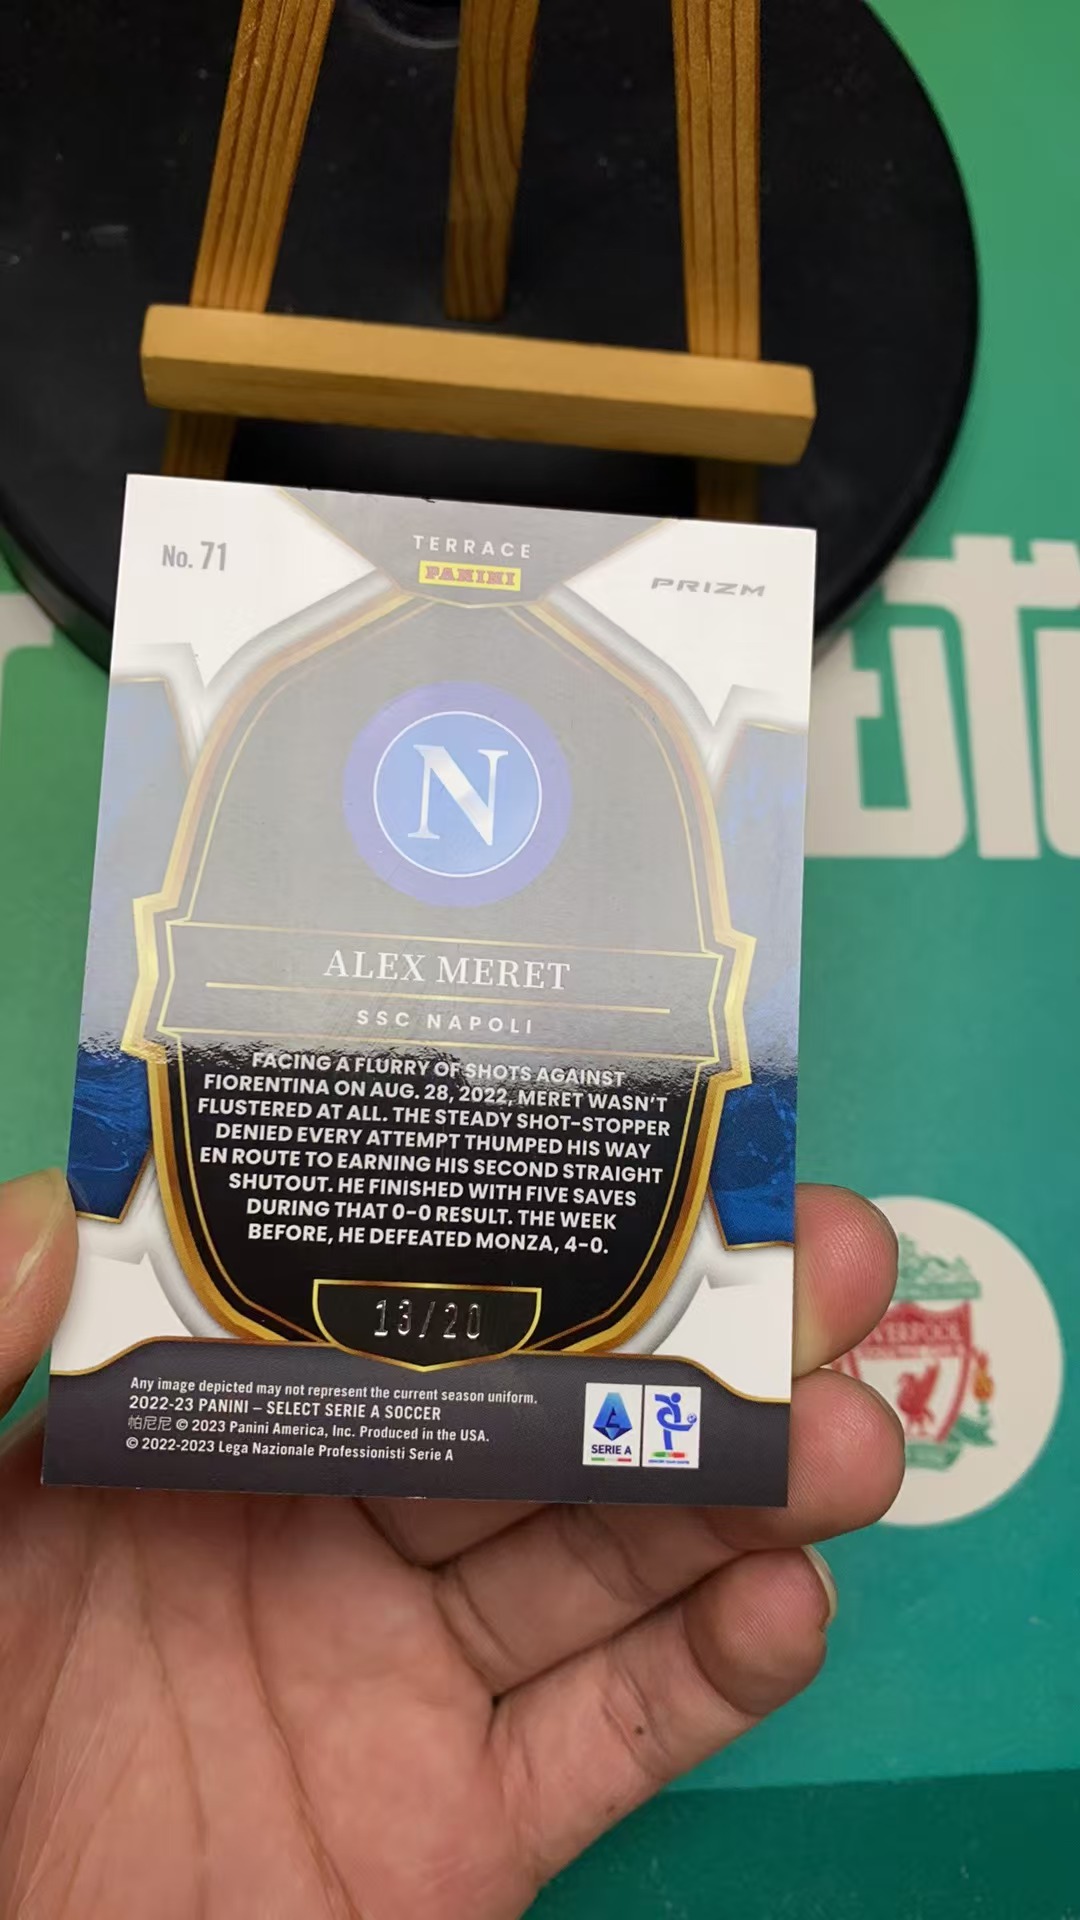 No. 71
TERRACE
PANINI
PRIZM
N
ALEX MERET
SSC NAPOLI
FACING A FLURRY OF SHOTS AGAINST
FIORENTINA ON AUG. 28, 2022, MERET WASN'T
FLUSTERED AT ALL. THE STEADY SHOT-STOPPER
DENIED EVERY ATTEMPT THUMPED HIS WAY
EN ROUTE TO EARNING HIS SECOND STRAIGHT
SHUTOUT. HE FINISHED WITH FIVE SAVES
DURING THAT 0-0 RESULT. THE WEEK
BEFORE, HE DEFEATED MONZA, 4-0.
13/20
Any image depicted may not represent the current season uniform.
2022-23 PANINI – SELECT SERIE A SOCCER
帕尼尼 © 2023 Panini America, Inc. Produced in the USA.
© 2022-2023 Lega Nazionale Professionisti Serie A
SERIE A